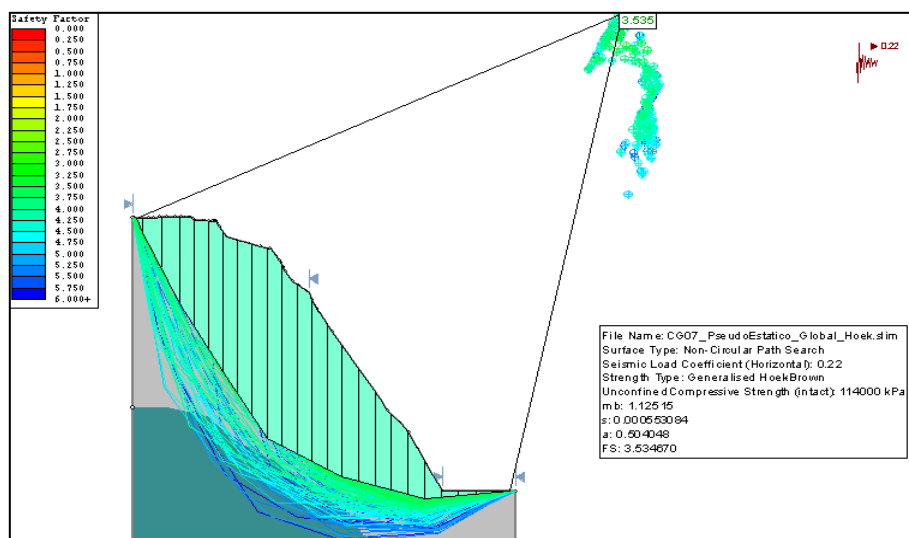 Safety Factor
0.000
0.250
0.500
0.750
1.000
1.250
1.500
1.750
2.000
2.250
2.500
2.750
3.000
3.250
3.500
3.750
4.000
4.250
4.500
4.750
5.000
5.250
5.500
5.750
6.000+
3.535
0.22
File Name: CG07_PseudoEstatico_Global_Hoek.slim
Surface Type: Non-Circular Path Search
Seismic Load Coefficient (Horizontal): 0.22
Strength Type: Generalised HoekBrown
Unconfined Compressive Strength (intact): 114000 kPa
mb: 1.12515
s: 0.000553084
a: 0.504048
FS: 3.534670